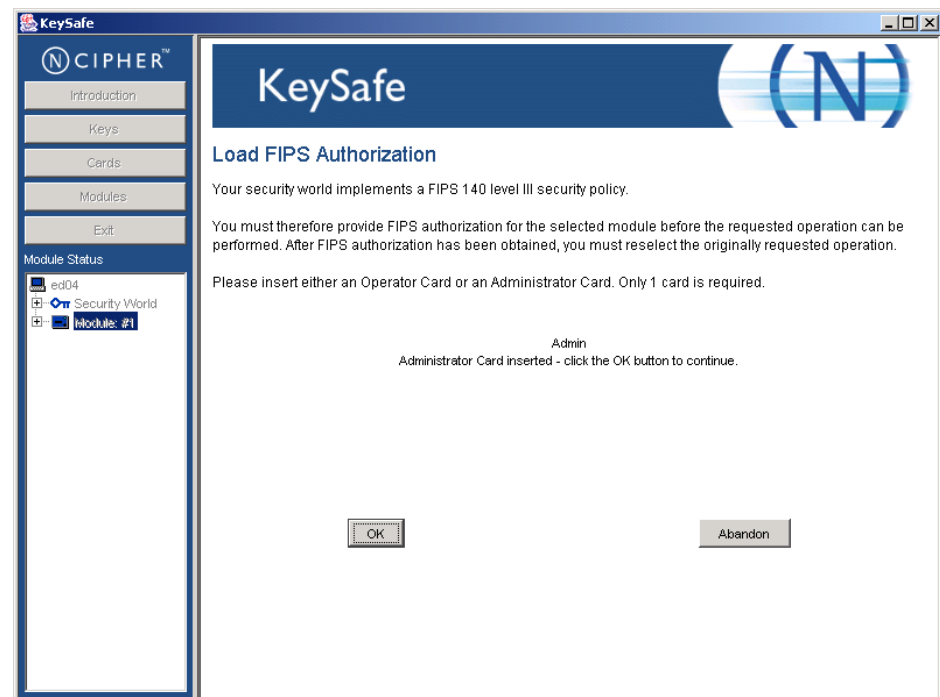 KeySafe
NCIPHER™
Introduction
Keys
Cards
Modules
Exit
Module Status
ed04
Security World
Module: #1
KeySafe
N
Load FIPS Authorization
Your security world implements a FIPS 140 level III security policy.
You must therefore provide FIPS authorization for the selected module before the requested operation can be
performed. After FIPS authorization has been obtained, you must reselect the originally requested operation.
Please insert either an Operator Card or an Administrator Card. Only 1 card is required.
Admin
Administrator Card inserted - click the OK button to continue.
OK
Abandon